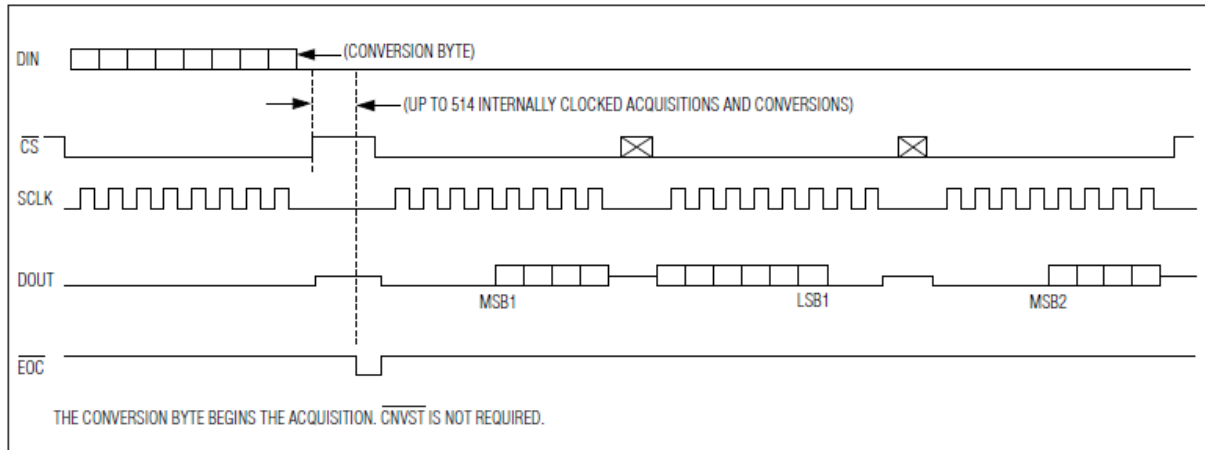 DIN
(CONVERSION BYTE)
(UP TO 514 INTERNALLY CLOCKED ACQUISITIONS AND CONVERSIONS)
CS
SCLK
DOUT
MSB1
LSB1
MSB2
EOC
THE CONVERSION BYTE BEGINS THE ACQUISITION. CNVST IS NOT REQUIRED.